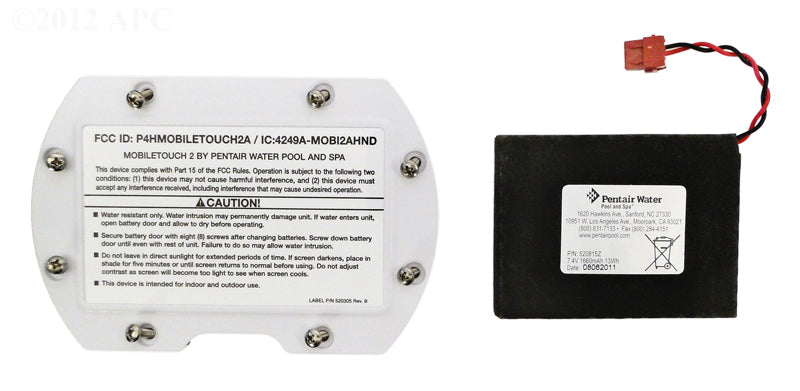 ©2012 APC
FCC ID: P4HMOBILETOUCH2A / IC:4249A-MOBI2AHND
MOBILETOUCH 2 BY PENTAIR WATER POOL AND SPA
This device complies with Part 15 of the FCC Rules. Operation is subject to the following two
conditions: (1) this device may not cause harmful interference, and (2) this device must
accept any interference received, including interference that may cause undesired operation.
CAUTION!
Water resistant only. Water intrusion may permanently damage unit. If water enters unit,
open battery door and allow to dry before operating.
Secure battery door with eight (8) screws after changing batteries. Screw down battery
door until even with rest of unit. Failure to do so may allow water intrusion.
Do not leave in direct sunlight for extended periods of time. If screen darkens, place in
shade for five minutes or until screen returns to normal before using. Do not adjust
contrast as screen will become too light to see when screen cools.
This device is intended for indoor and outdoor use.
LABEL P/N 520305 Rev. B
Pentair Water
Pool and Spa
1620 Hawkins Ave., Sanford, NC 27330
10951 W. Los Angeles Ave., Moorpark, CA 93021
(800) 831-7133 • Fax (800) 284-4151
www.pentairpool.com
P/N: 520815Z
7.4V 1660mAh 13Wh
Date: 08062011